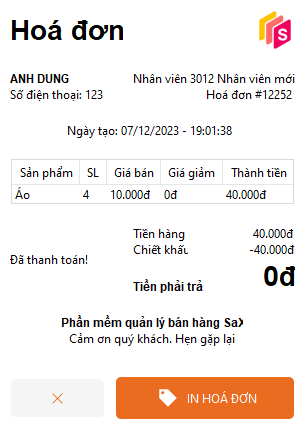 Hoá đơn
S
ANH DUNG Nhân viên 3012 Nhân viên mới
Số điện thoại: 123 Hoá đơn #12252
Ngày tạo: 07/12/2023 - 19:01:38
Sản phẩm SL Giá bán Giá giảm Thành tiền
Áo 4 10.000đ 0đ 40.000đ
Tiền hàng 40.000đ
Chiết khấu -40.000đ
Đã thanh toán!
Tiền phải trả 0đ
Phần mềm quản lý bán hàng SaX
Cảm ơn quý khách. Hẹn gặp lại
× IN HOÁ ĐƠN